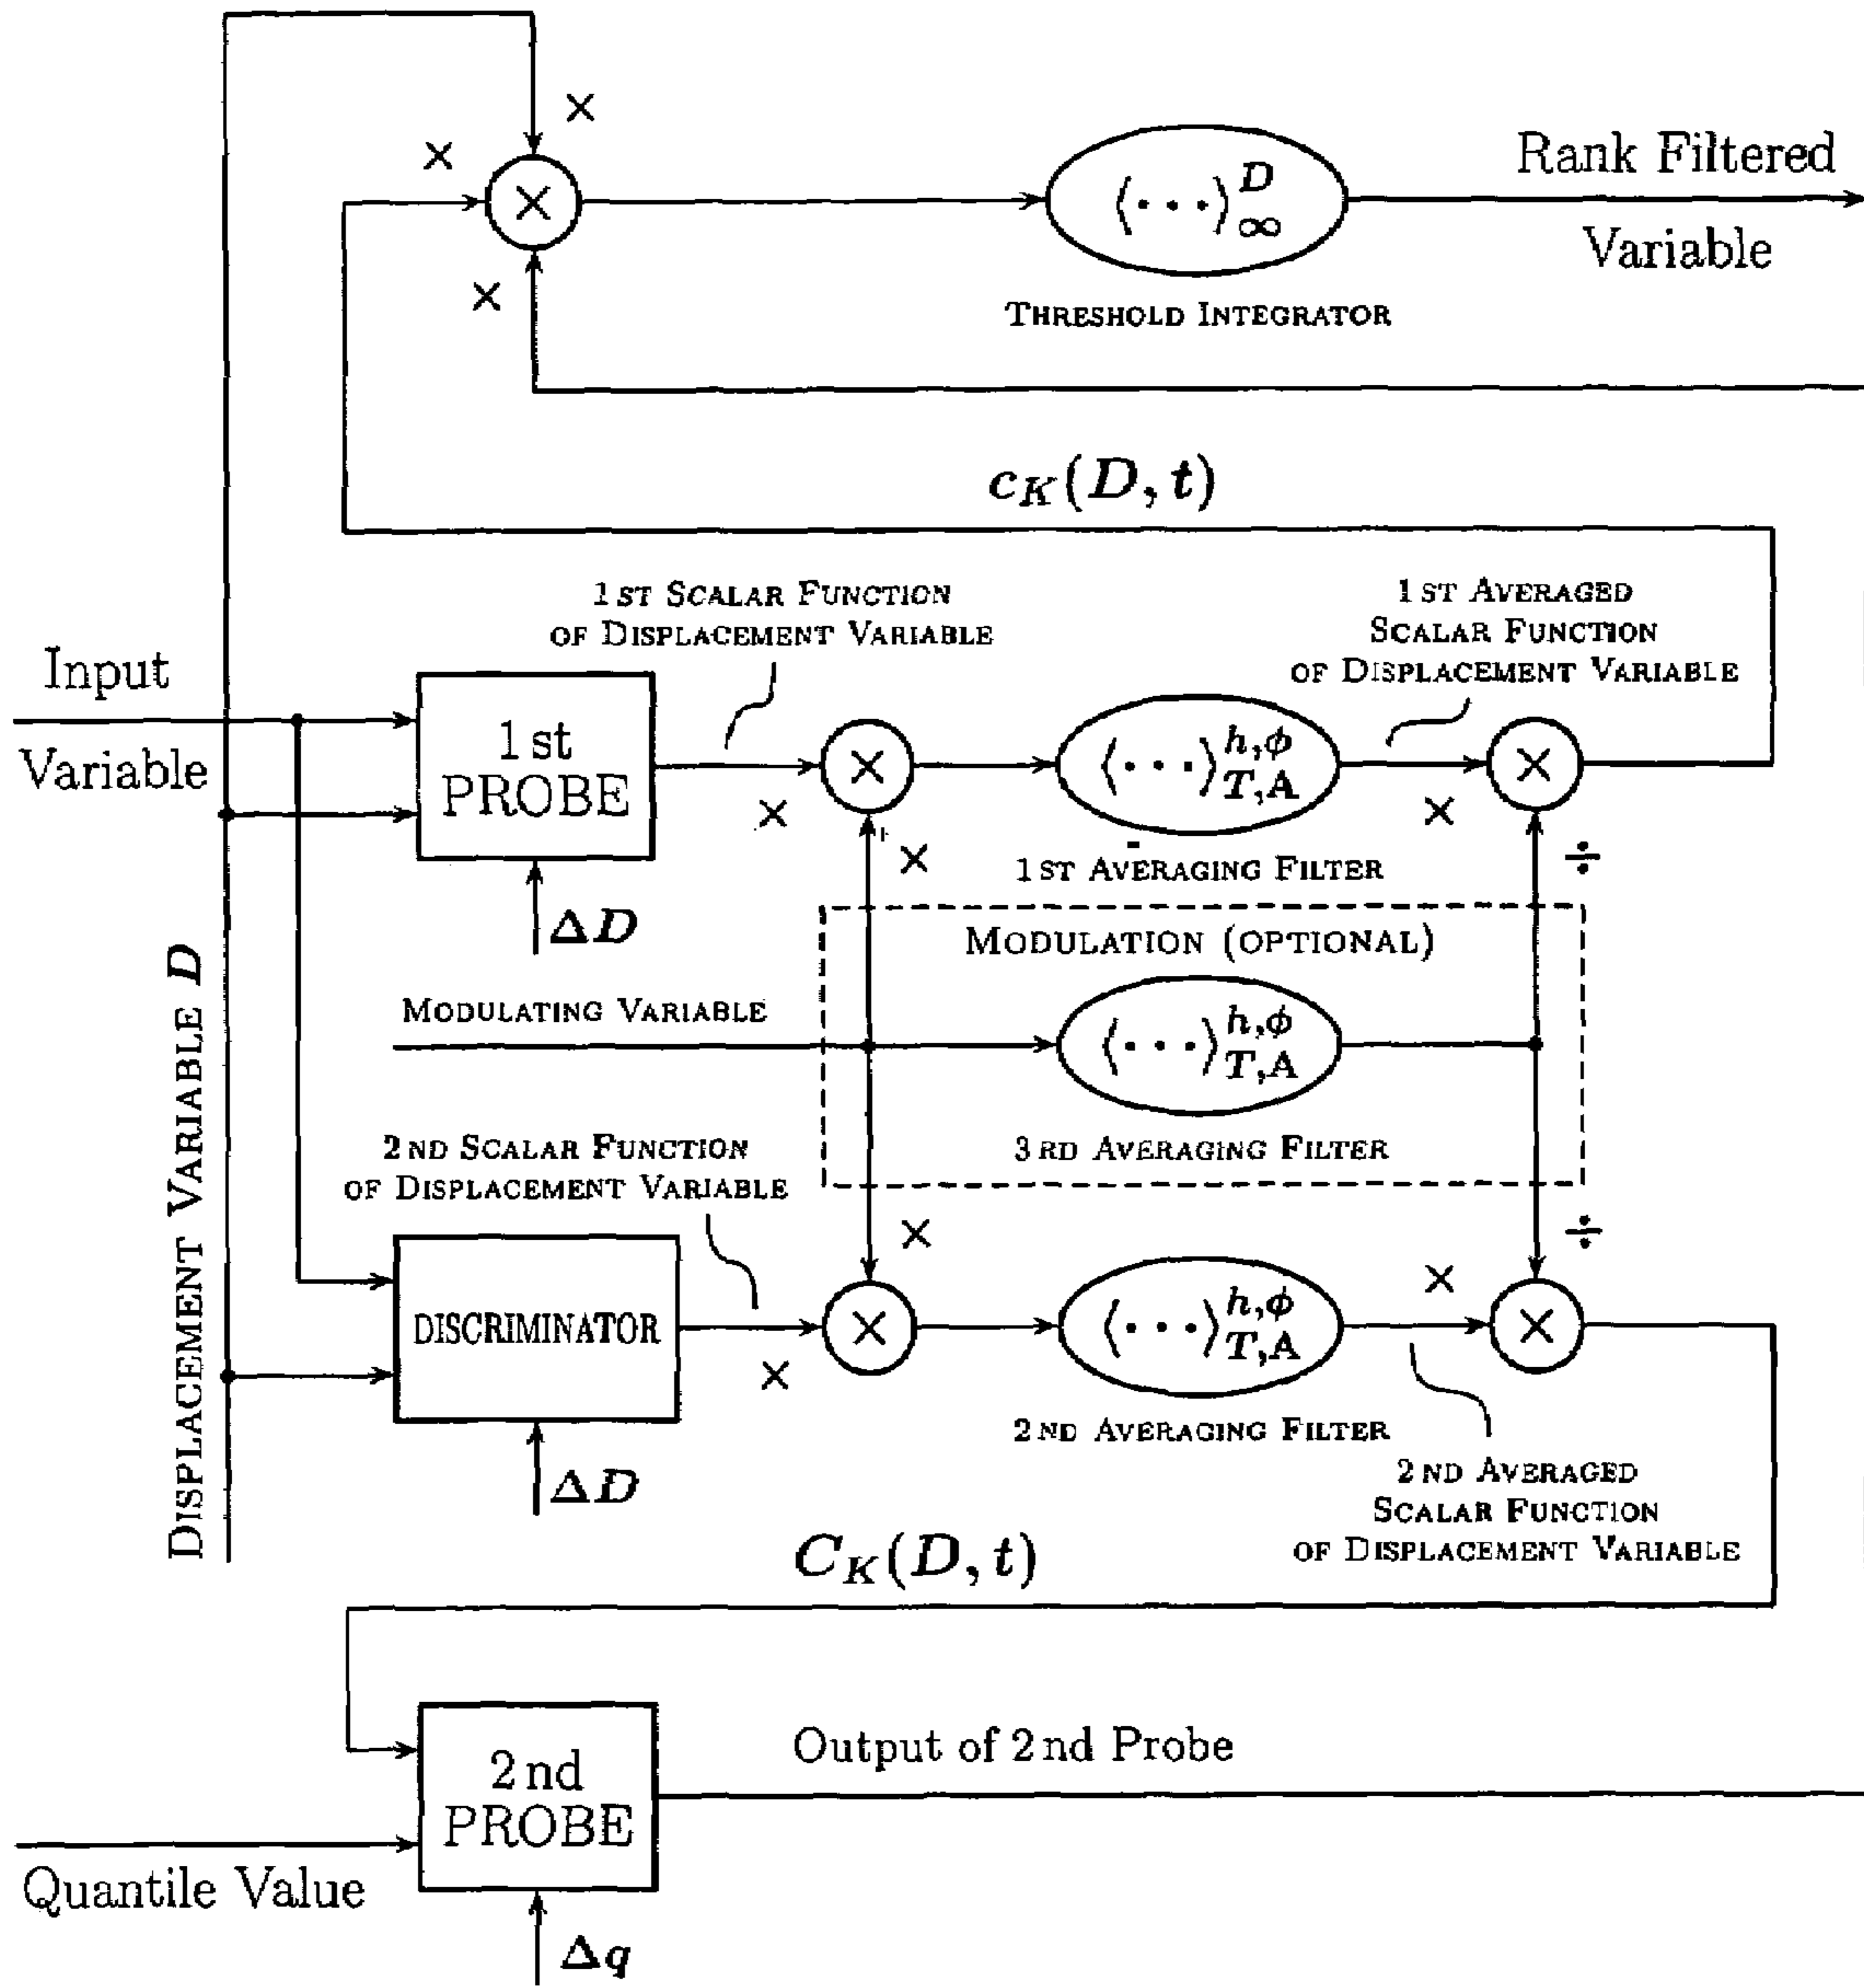 ×
×
×
×
⟨···⟩ D ∞
Rank Filtered
Variable
THRESHOLD INTEGRATOR
c_K(D, t)
1ST SCALAR FUNCTION
OF DISPLACEMENT VARIABLE
1ST AVERAGED
SCALAR FUNCTION
OF DISPLACEMENT VARIABLE
Input
Variable
1st
PROBE
×
×
⟨···⟩ h,ϕ T,A
×
×
×
÷
1ST AVERAGING FILTER
ΔD
MODULATION (OPTIONAL)
MODULATING VARIABLE
⟨···⟩ h,ϕ T,A
3RD AVERAGING FILTER
DISPLACEMENT VARIABLE D
2ND SCALAR FUNCTION
OF DISPLACEMENT VARIABLE
×
÷
DISCRIMINATOR
×
×
⟨···⟩ h,ϕ T,A
×
×
2ND AVERAGING FILTER
ΔD
2ND AVERAGED
SCALAR FUNCTION
OF DISPLACEMENT VARIABLE
C_K(D, t)
2nd
PROBE
Output of 2nd Probe
Quantile Value
Δq